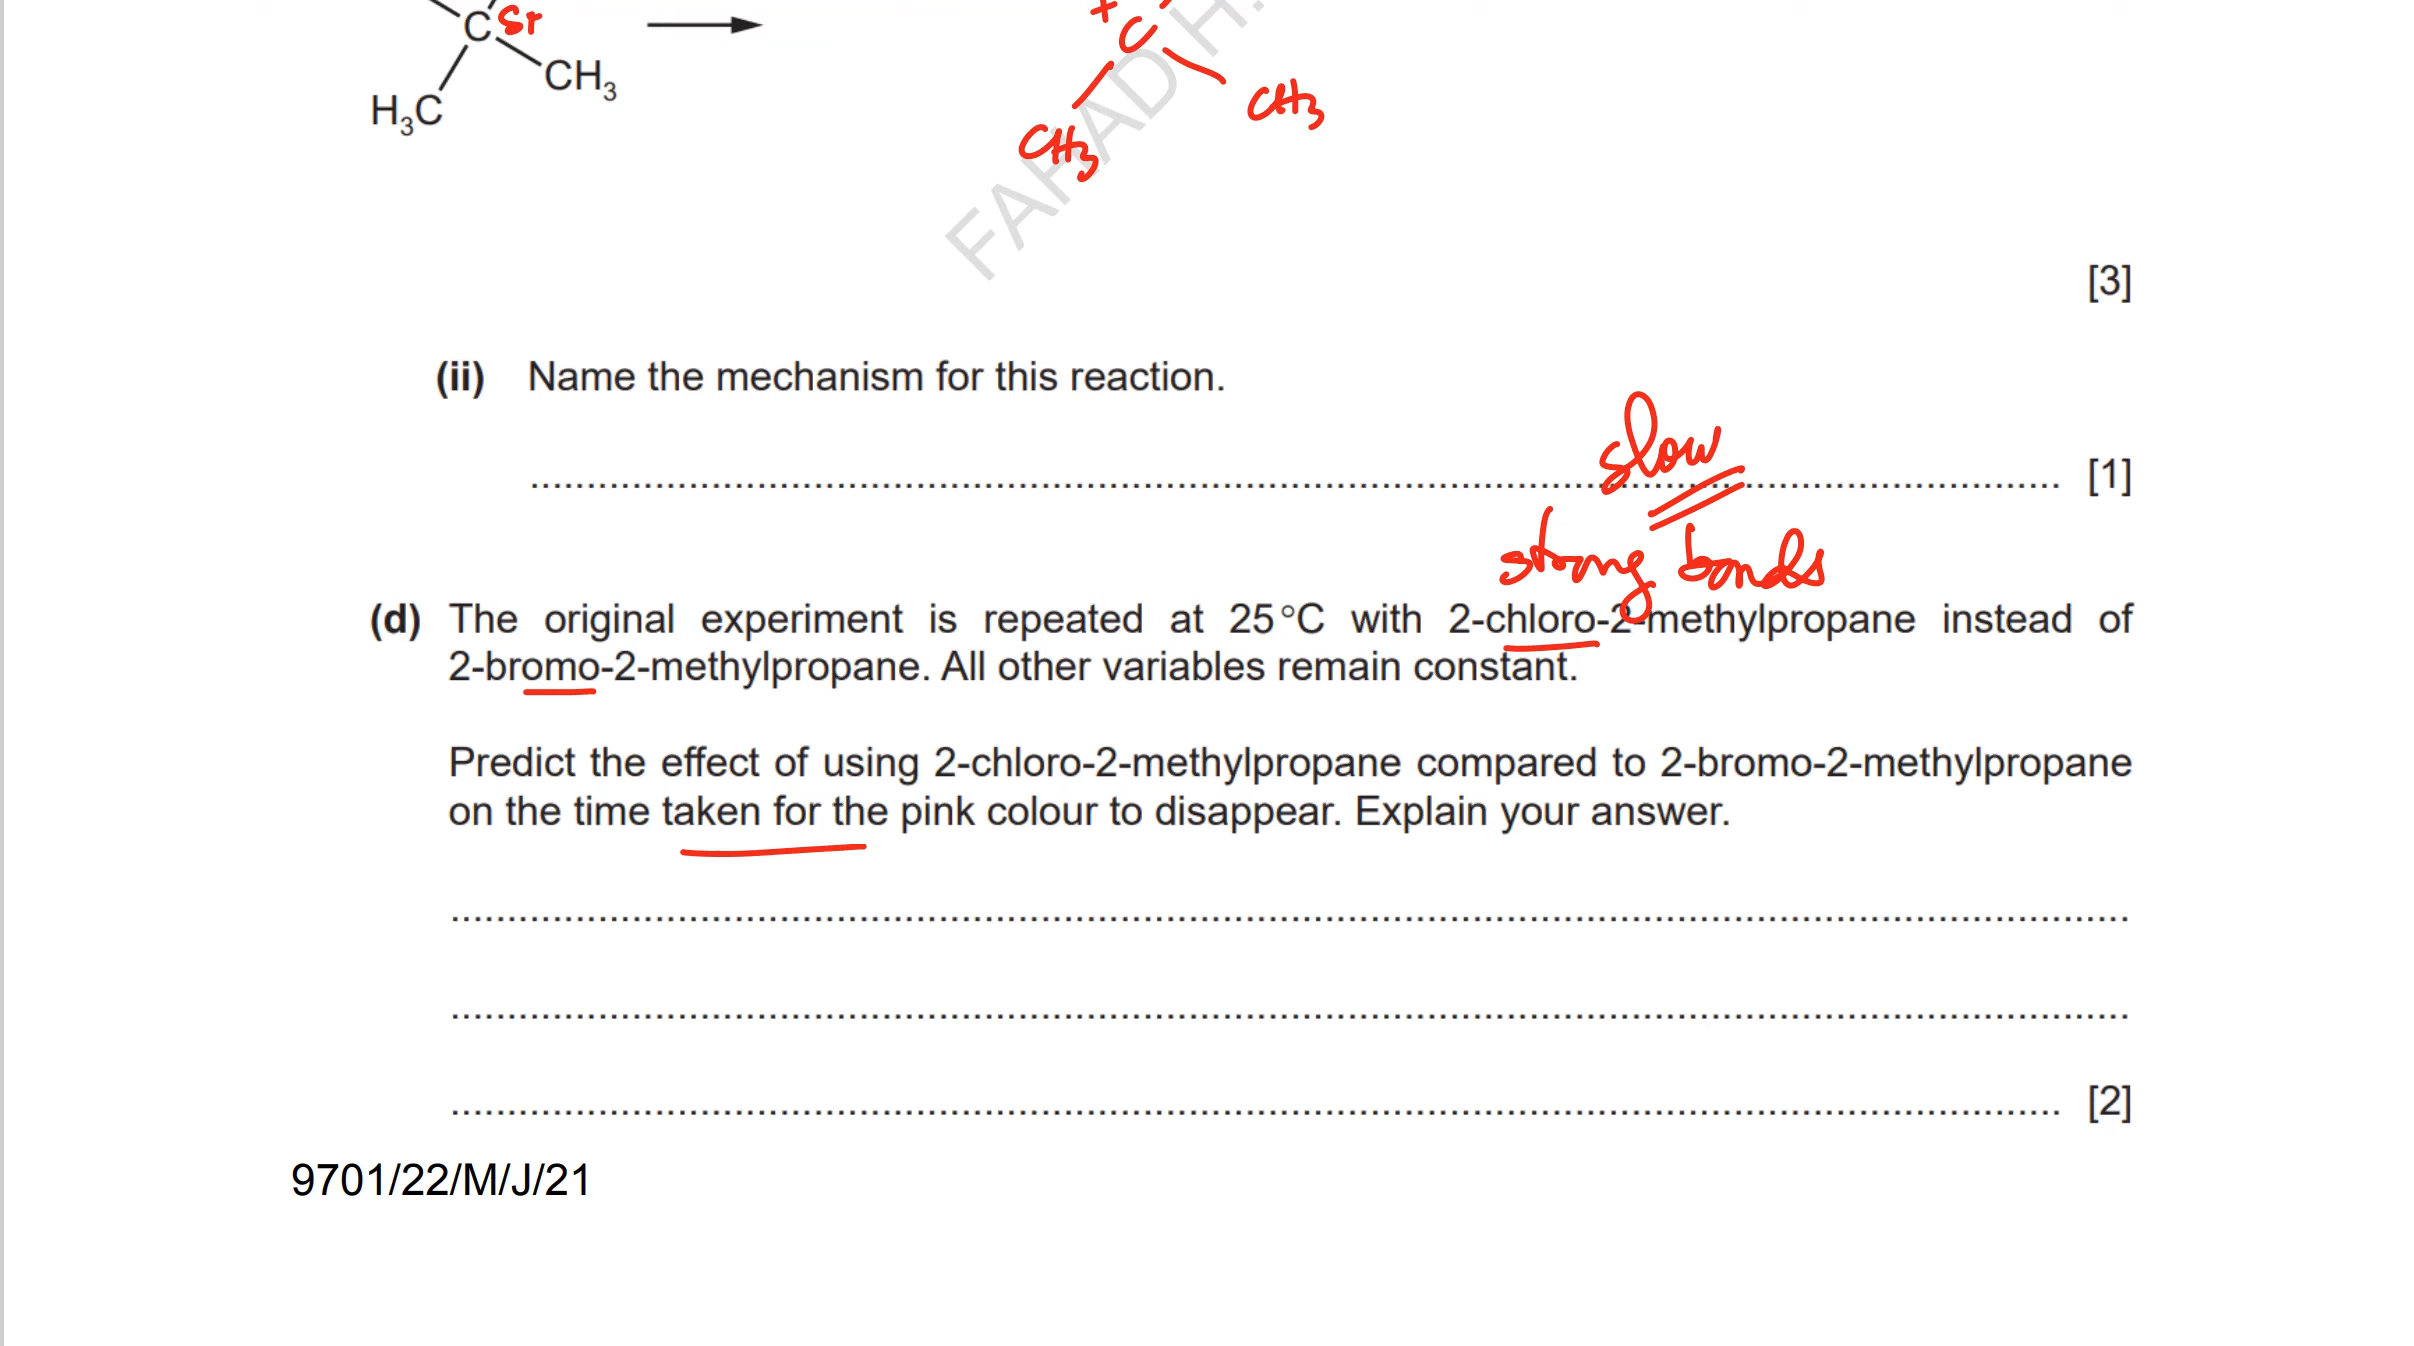 C δ+
CH3
H3C
+
C
CH3
CH3
FAHAD H.
[3]
(ii) Name the mechanism for this reaction.
slow
[1]
strong bonds
(d) The original experiment is repeated at 25°C with 2-chloro-2-methylpropane instead of
2-bromo-2-methylpropane. All other variables remain constant.
Predict the effect of using 2-chloro-2-methylpropane compared to 2-bromo-2-methylpropane
on the time taken for the pink colour to disappear. Explain your answer.
[2]
9701/22/M/J/21